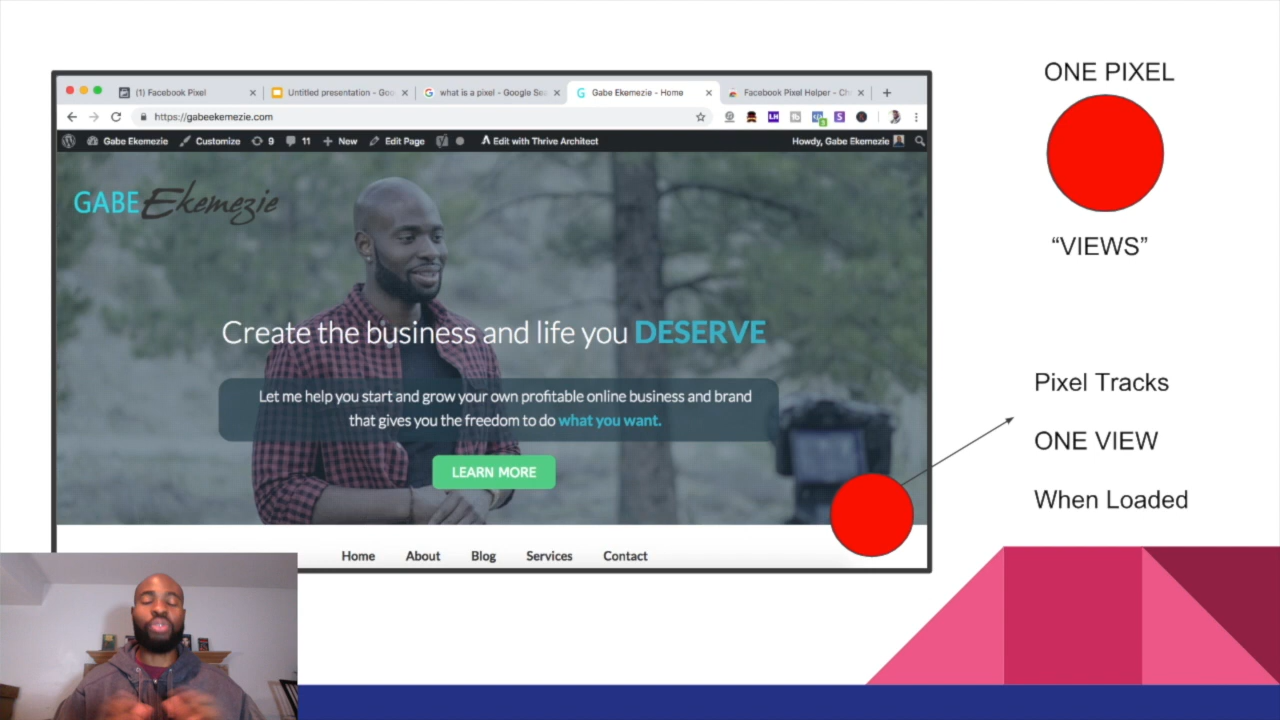 (1) Facebook Pixel
Untitled presentation - Goo
what is a pixel - Google Sea
Gabe Ekemezie - Home
Facebook Pixel Helper - Ch
https://gabeekemezie.com
Gabe Ekemezie
Customize
9
11
New
Edit Page
Edit with Thrive Architect
Howdy, Gabe Ekemezie
GABE Ekemezie
Create the business and life you DESERVE
Let me help you start and grow your own profitable online business and brand
that gives you the freedom to do what you want.
LEARN MORE
Home About Blog Services Contact
ONE PIXEL
“VIEWS”
Pixel Tracks
ONE VIEW
When Loaded